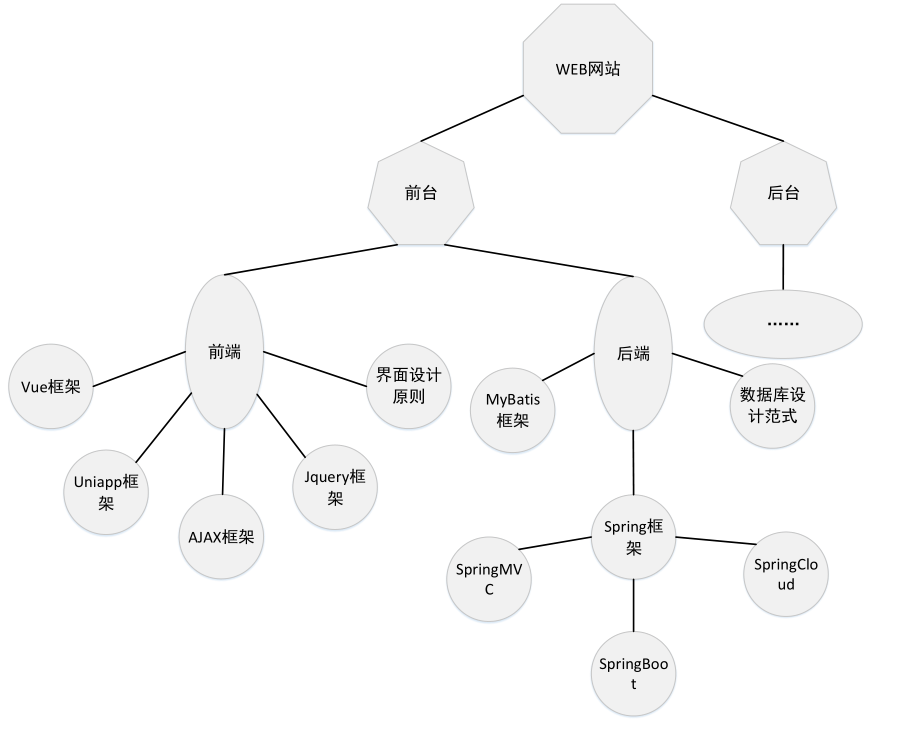 WEB网站
前台
后台
……
前端
后端
Vue框架
界面设计
原则
MyBatis
框架
数据库设
计范式
Uniapp框
架
Jquery框
架
AJAX框架
Spring框
架
SpringMV
C
SpringClo
ud
SpringBoo
t